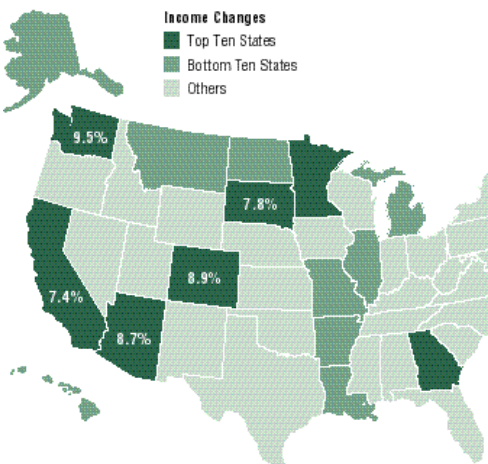 Income Changes
Top Ten States
Bottom Ten States
Others
9.5%
7.8%
8.9%
7.4%
8.7%